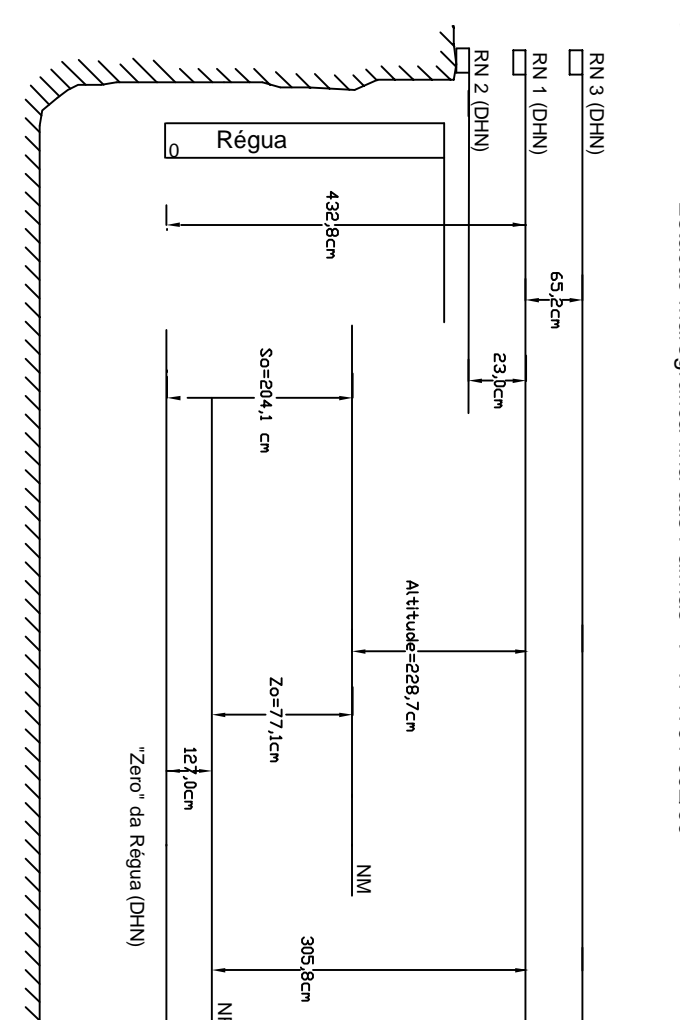 RN 3 (DHN)
RN 1 (DHN)
RN 2 (DHN)
Régua
0
432,8cm
65,2cm
23,0cm
So=204,1 cm
Altitude=228,7cm
Zo=77,1cm
127,0cm
"Zero" da Régua (DHN)
NM
305,8cm